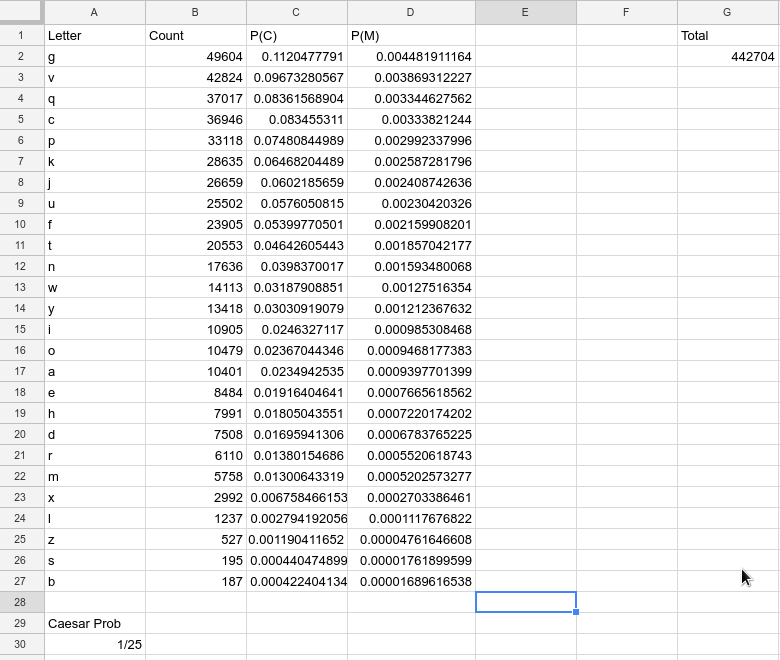 A B C D E F G
1 Letter Count P(C) P(M) Total
2 g 49604 0.1120477791 0.004481911164 442704
3 v 42824 0.09673280567 0.003869312227
4 q 37017 0.08361568904 0.003344627562
5 c 36946 0.083455311 0.00333821244
6 p 33118 0.07480844989 0.002992337996
7 k 28635 0.06468204489 0.002587281796
8 j 26659 0.0602185659 0.002408742636
9 u 25502 0.0576050815 0.00230420326
10 f 23905 0.05399770501 0.002159908201
11 t 20553 0.04642605443 0.001857042177
12 n 17636 0.0398370017 0.001593480068
13 w 14113 0.03187908851 0.00127516354
14 y 13418 0.03030919079 0.001212367632
15 i 10905 0.0246327117 0.000985308468
16 o 10479 0.02367044346 0.0009468177383
17 a 10401 0.0234942535 0.0009397701399
18 e 8484 0.01916404641 0.0007665618562
19 h 7991 0.01805043551 0.0007220174202
20 d 7508 0.01695941306 0.0006783765225
21 r 6110 0.01380154686 0.0005520618743
22 m 5758 0.01300643319 0.0005202573277
23 x 2992 0.006758466153 0.0002703386461
24 l 1237 0.002794192056 0.0001117676822
25 z 527 0.001190411652 0.00004761646608
26 s 195 0.000440474899 0.00001761899599
27 b 187 0.000422404134 0.00001689616538
28
29 Caesar Prob
30 1/25